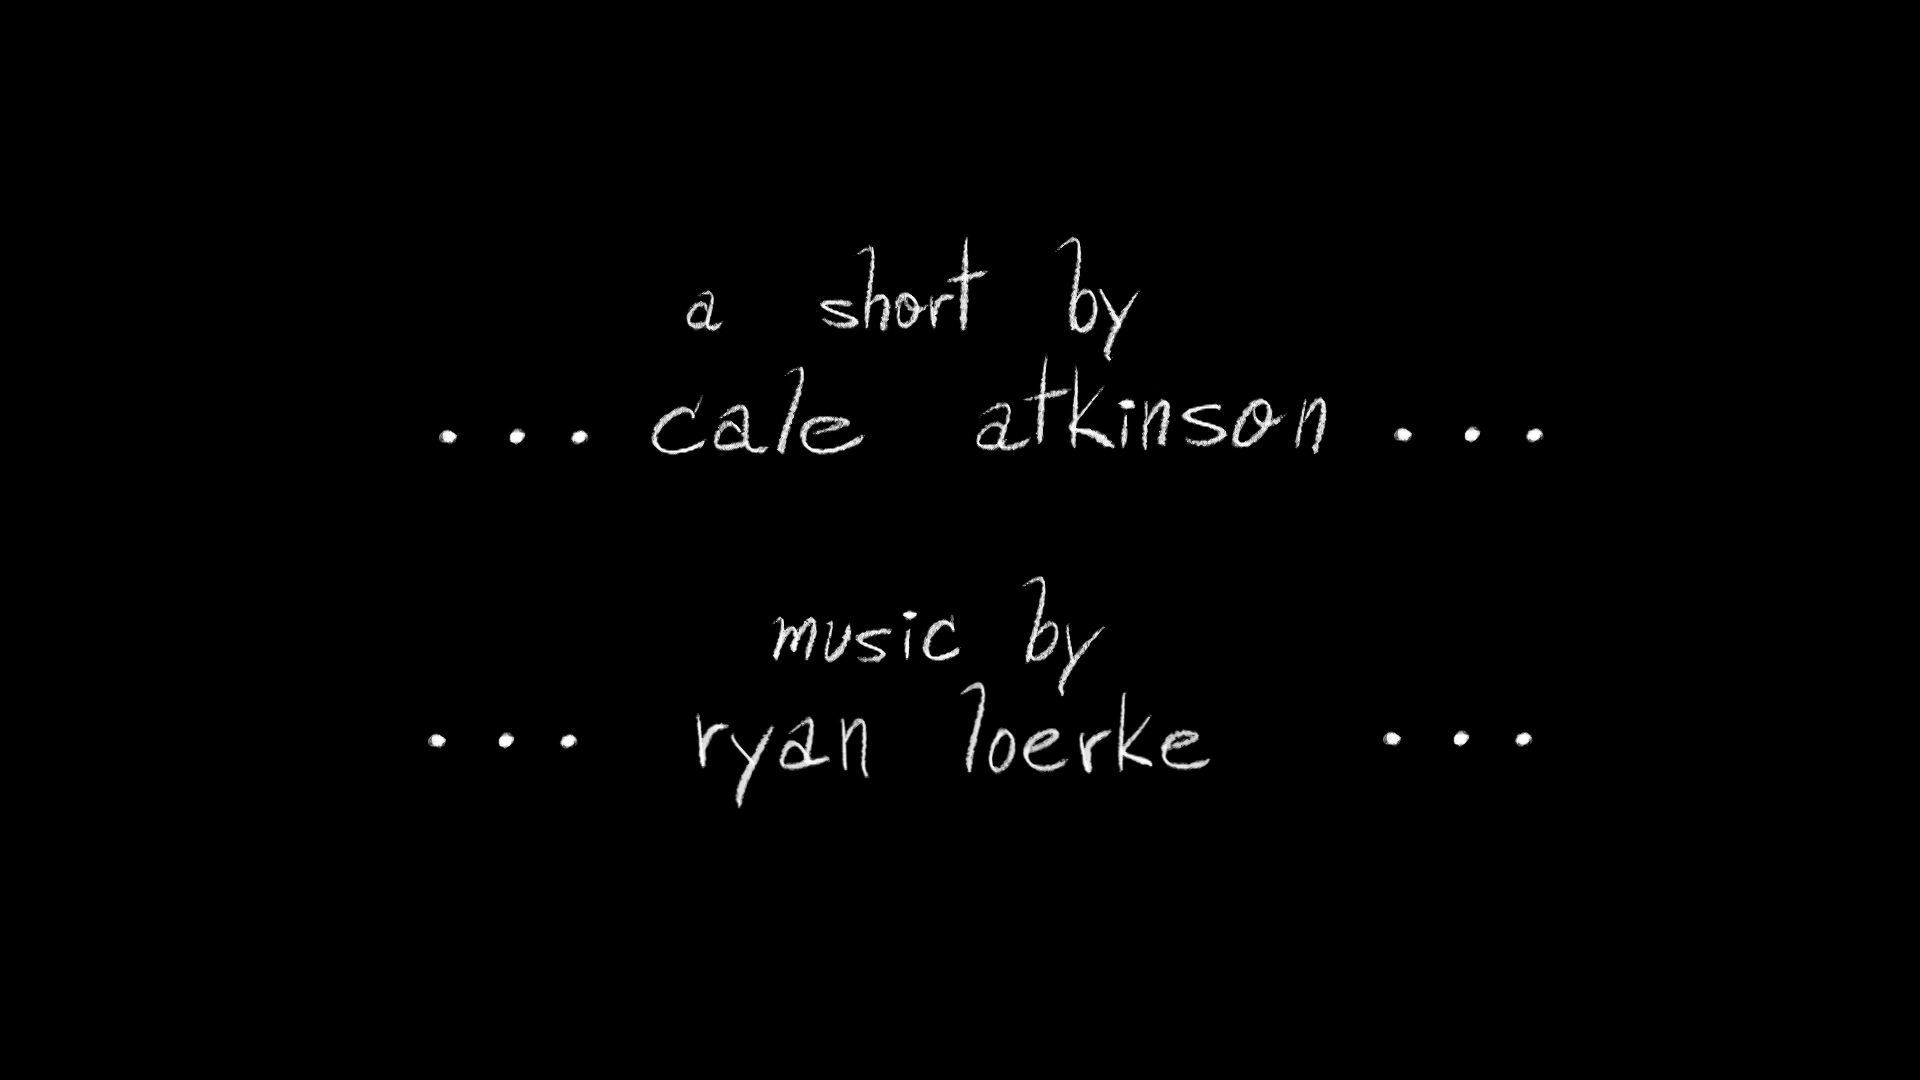 a short by
... cale atkinson ...
music by
... ryan loerke ...